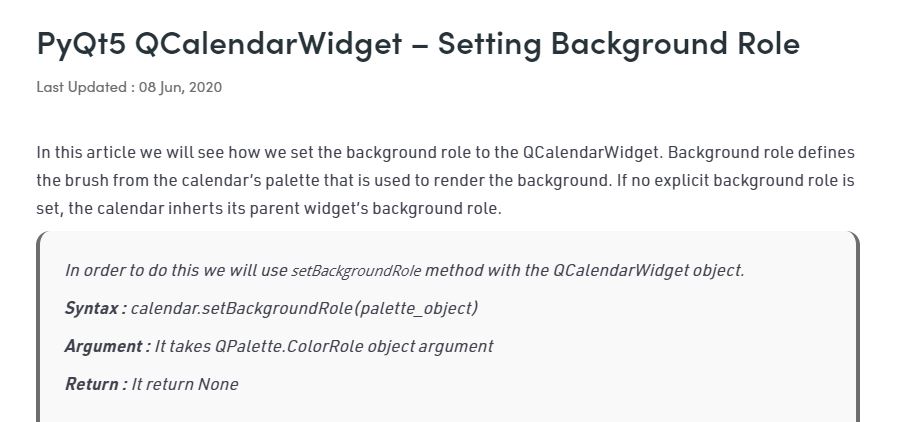 PyQt5 QCalendarWidget – Setting Background Role
Last Updated : 08 Jun, 2020
In this article we will see how we set the background role to the QCalendarWidget. Background role defines
the brush from the calendar’s palette that is used to render the background. If no explicit background role is
set, the calendar inherts its parent widget’s background role.
In order to do this we will use setBackgroundRole method with the QCalendarWidget object.
Syntax : calendar.setBackgroundRole(palette_object)
Argument : It takes QPalette.ColorRole object argument
Return : It return None